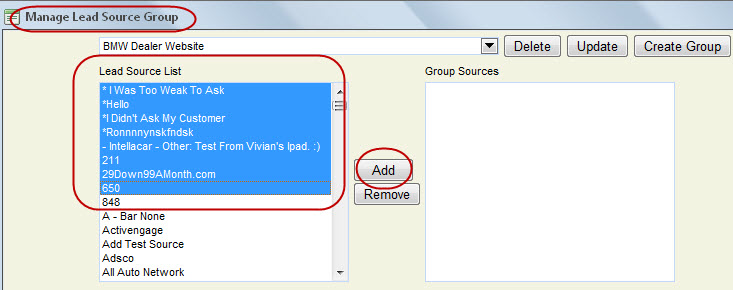 Manage Lead Source Group
BMW Dealer Website
Delete
Update
Create Group
Lead Source List
Group Sources
* I Was Too Weak To Ask
*Hello
*I Didn't Ask My Customer
*Ronnnnynskfndsk
- Intellacar - Other: Test From Vivian's Ipad. :)
211
29Down99AMonth.com
650
848
A - Bar None
Activengage
Add Test Source
Adsco
All Auto Network
Add
Remove